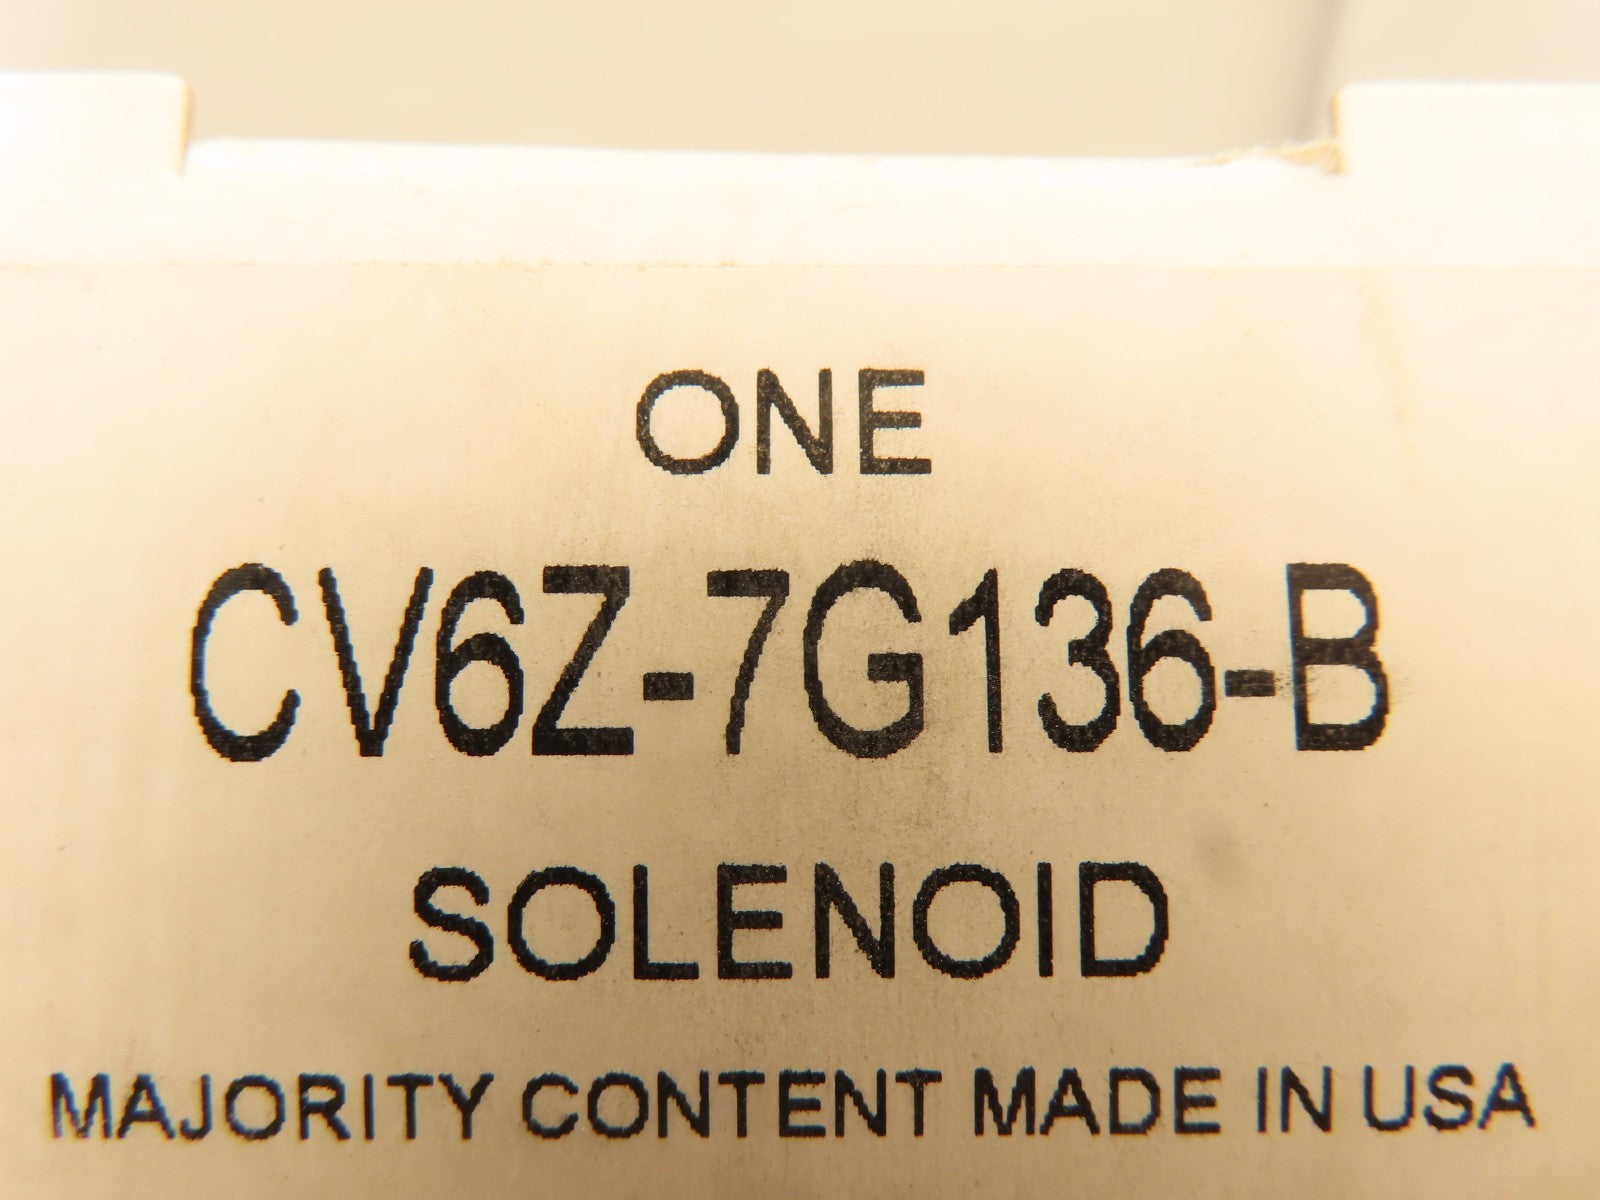 ONE
CV6Z-7G136-B
SOLENOID
MAJORITY CONTENT MADE IN USA